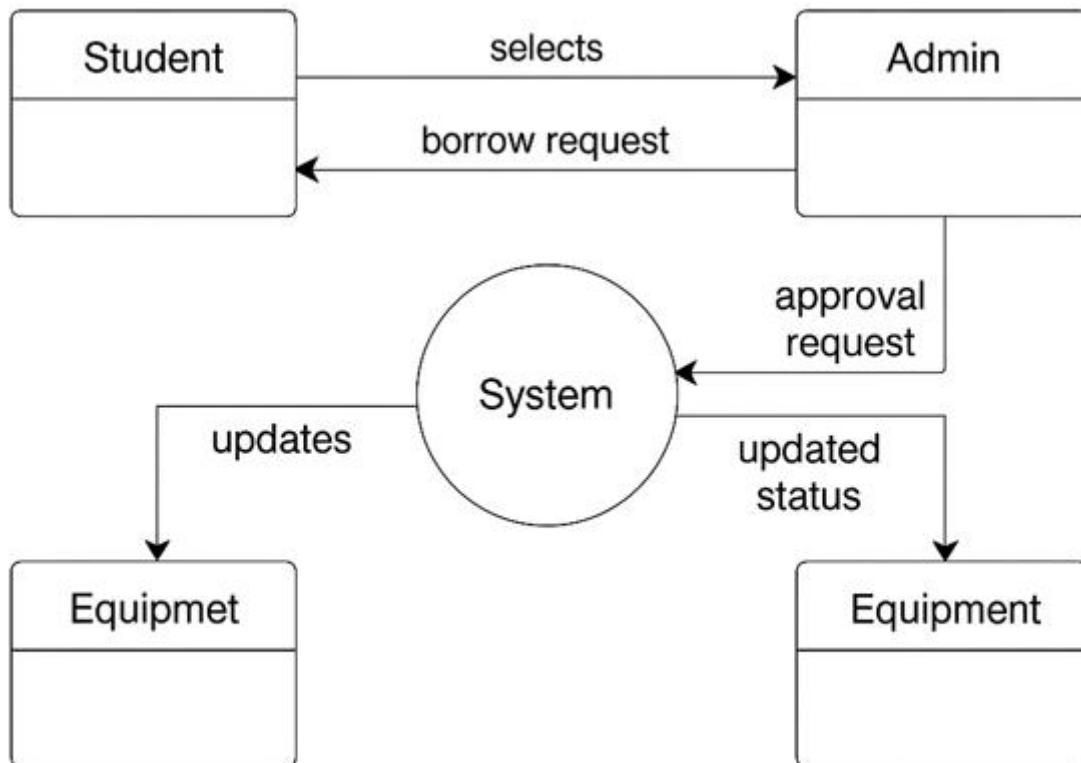 Student
selects
Admin
borrow request
approval
request
System
updates
updated
status
Equipmet
Equipment